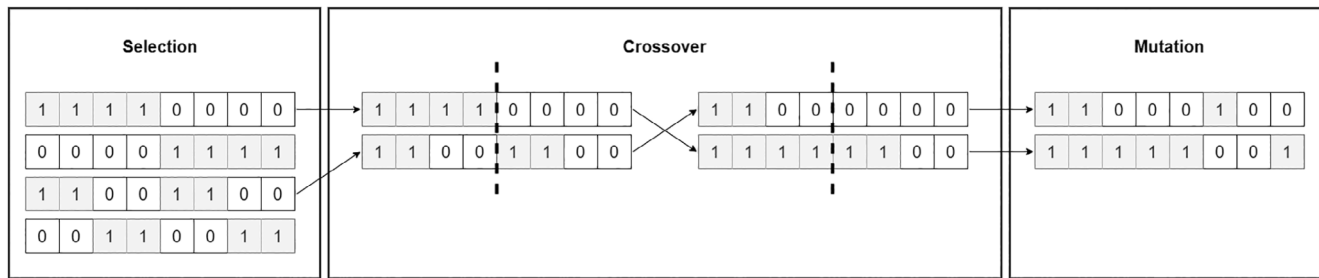 Selection
Crossover
Mutation
1 1 1 1 0 0 0 0
1 1 1 1 0 0 0 0
1 1 0 0 0 0 0 0
1 1 0 0 0 1 0 0
0 0 0 0 1 1 1 1
1 1 0 0 1 1 0 0
1 1 1 1 1 1 0 0
1 1 1 1 1 0 0 1
1 1 0 0 1 1 0 0
0 0 1 1 0 0 1 1